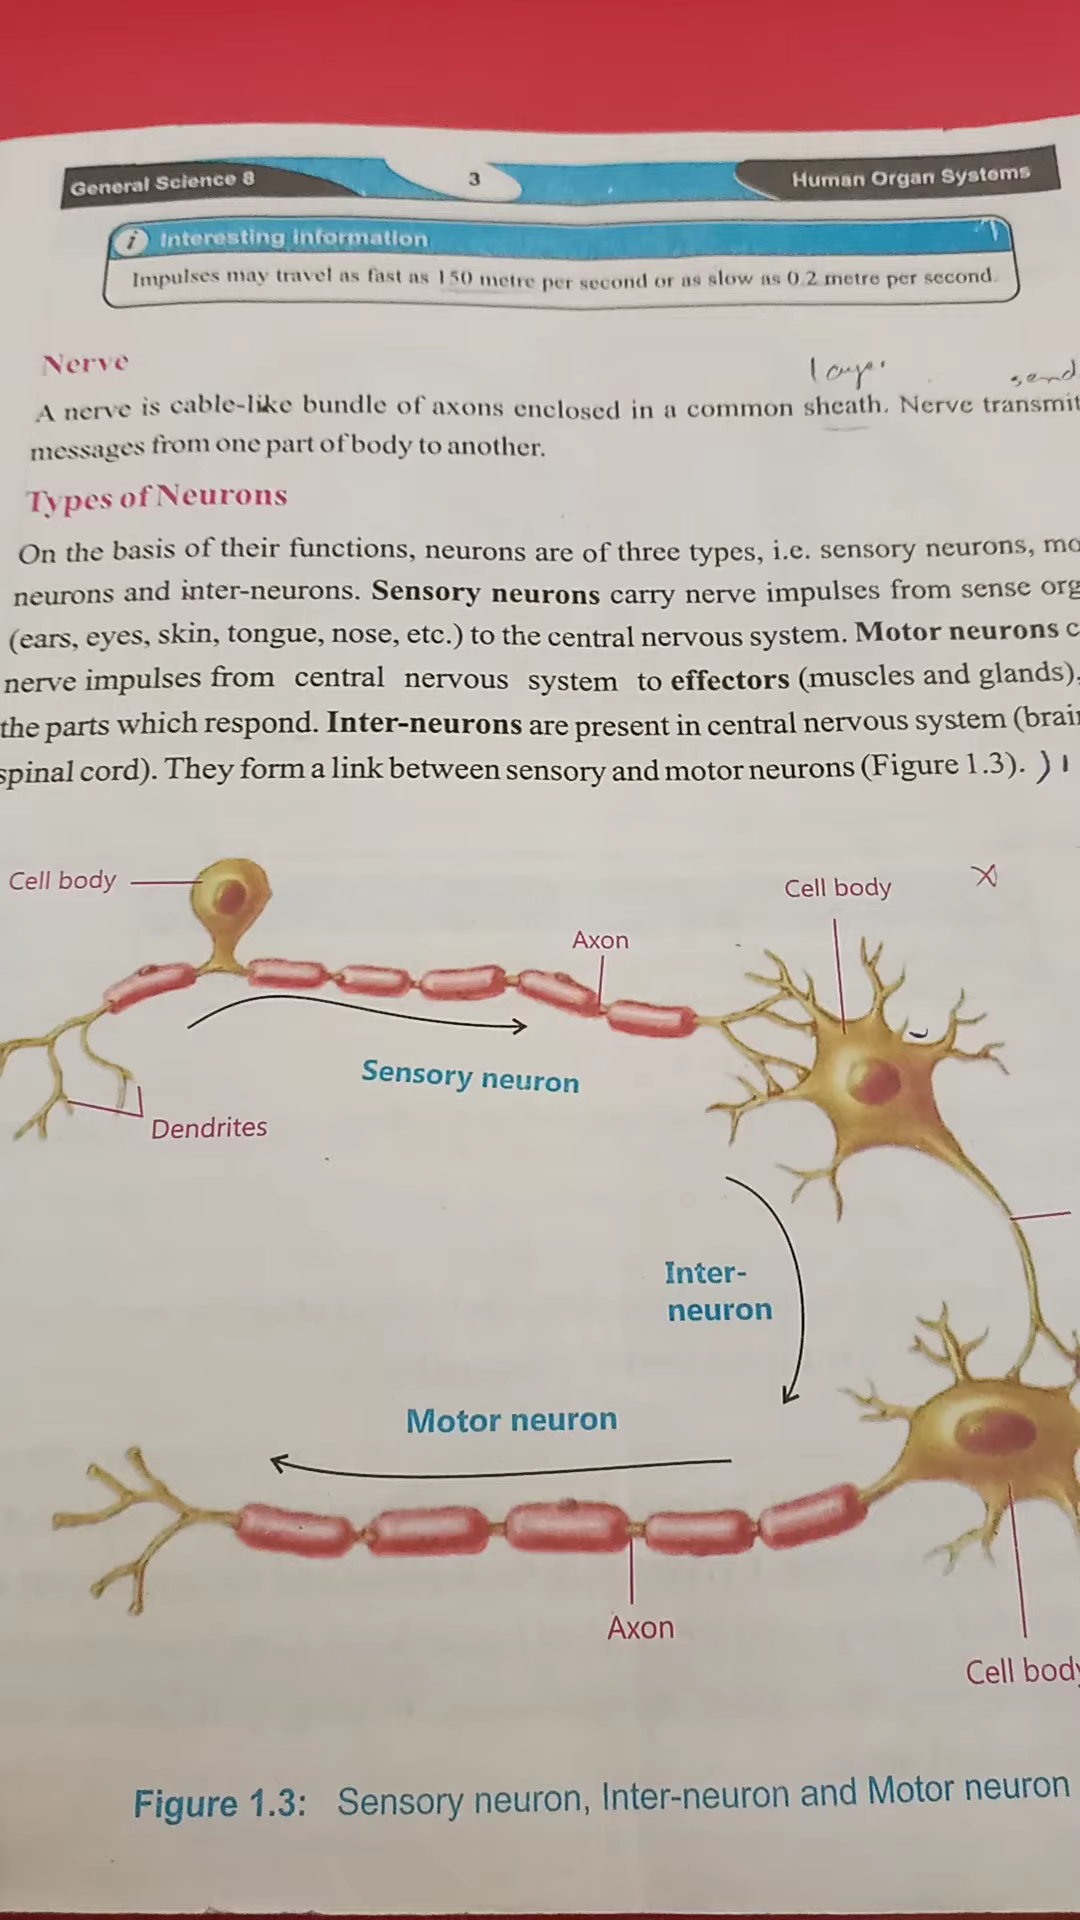 General Science 8
3
Human Organ Systems
i Interesting Information
Impulses may travel as fast as 150 metre per second or as slow as 0.2 metre per second.
Nerve
layer
send
A nerve is cable-like bundle of axons enclosed in a common sheath. Nerve transmit
messages from one part of body to another.
Types of Neurons
On the basis of their functions, neurons are of three types, i.e. sensory neurons, mo
neurons and inter-neurons. Sensory neurons carry nerve impulses from sense org
(ears, eyes, skin, tongue, nose, etc.) to the central nervous system. Motor neurons c
nerve impulses from central nervous system to effectors (muscles and glands),
the parts which respond. Inter-neurons are present in central nervous system (brain
spinal cord). They form a link between sensory and motor neurons (Figure 1.3).
Cell body
Cell body
Axon
Sensory neuron
Dendrites
Inter-
neuron
Motor neuron
Axon
Cell body
Figure 1.3: Sensory neuron, Inter-neuron and Motor neuron